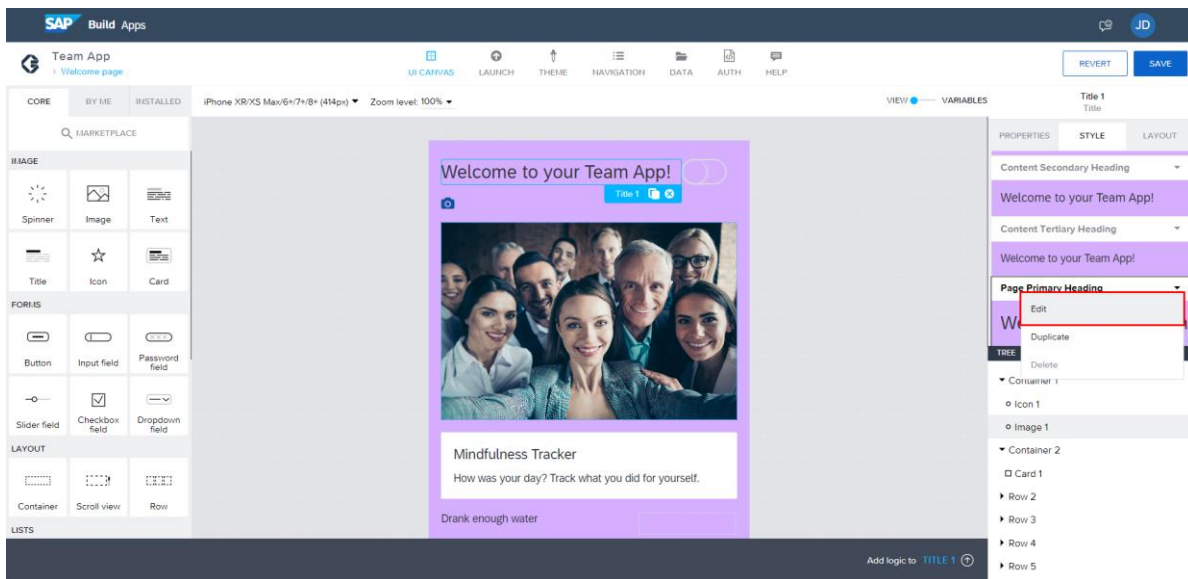 SAP Build Apps
JD
Team App
Welcome page
UI CANVAS LAUNCH THEME NAVIGATION DATA AUTH HELP
REVERT SAVE
CORE BY ME INSTALLED
iPhone XR/XS Max/6+/7+/8+ (414px) Zoom level: 100%
VIEW VARIABLES
Title 1
Title
MARKETPLACE
PROPERTIES STYLE LAYOUT
IMAGE
Spinner Image Text
Title Icon Card
FORMS
Button Input field Password field
Slider field Checkbox field Dropdown field
LAYOUT
Container Scroll view Row
LISTS
Welcome to your Team App!
Title 1
Mindfulness Tracker
How was your day? Track what you did for yourself.
Drank enough water
Add logic to TITLE 1
Content Secondary Heading
Welcome to your Team App!
Content Tertiary Heading
Welcome to your Team App!
Page Primary Heading
Edit
Duplicate
Delete
TREE
Container 1
Icon 1
Image 1
Container 2
Card 1
Row 2
Row 3
Row 4
Row 5